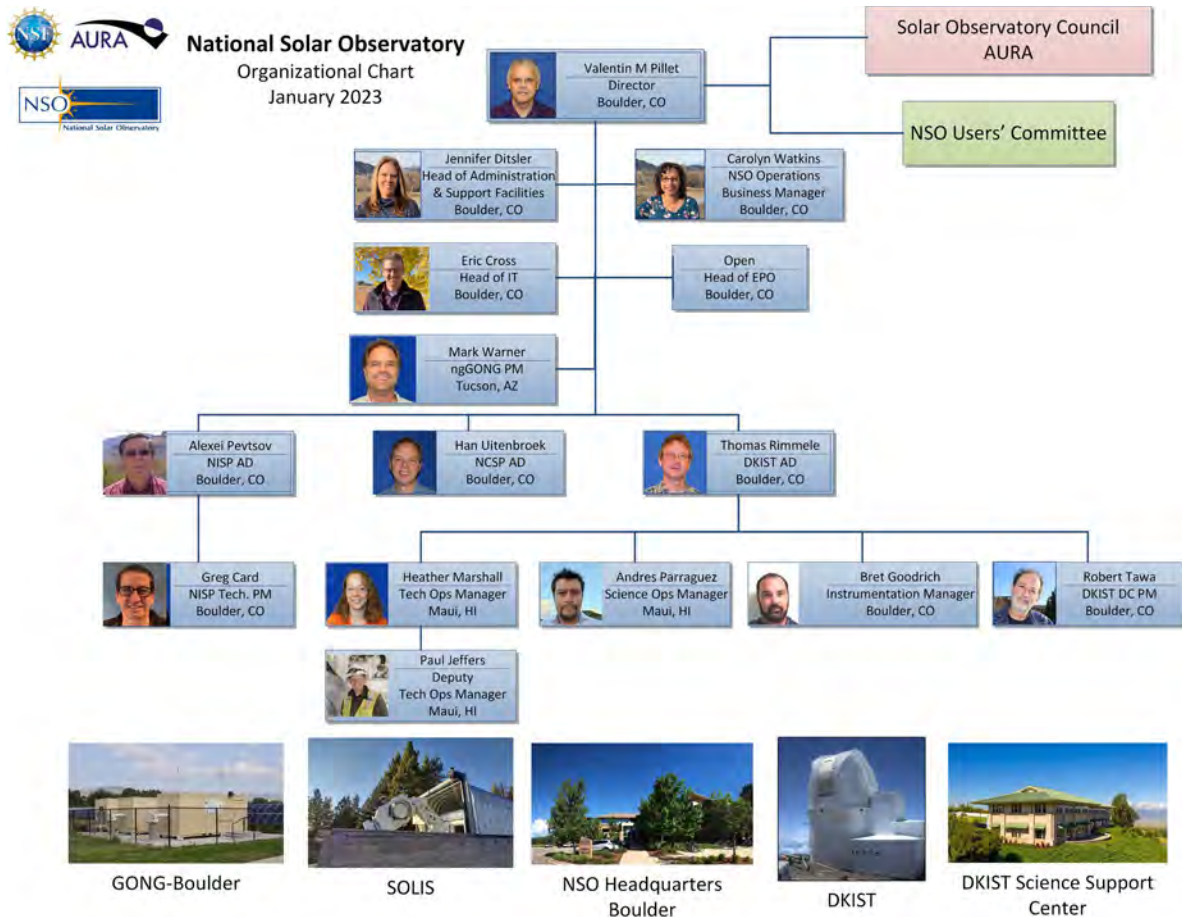 NSF
AURA
NSO
National Solar Observatory
National Solar Observatory
Organizational Chart
January 2023
Valentin M Pillet
Director
Boulder, CO
Solar Observatory Council
AURA
NSO Users' Committee
Jennifer Ditsler
Head of Administration
& Support Facilities
Boulder, CO
Carolyn Watkins
NSO Operations
Business Manager
Boulder, CO
Eric Cross
Head of IT
Boulder, CO
Open
Head of EPO
Boulder, CO
Mark Warner
ngGONG PM
Tucson, AZ
Alexei Pevtsov
NISP AD
Boulder, CO
Han Uitenbroek
NCSP AD
Boulder, CO
Thomas Rimmele
DKIST AD
Boulder, CO
Greg Card
NISP Tech. PM
Boulder, CO
Heather Marshall
Tech Ops Manager
Maui, HI
Andres Parraguez
Science Ops Manager
Maui, HI
Bret Goodrich
Instrumentation Manager
Boulder, CO
Robert Tawa
DKIST DC PM
Boulder, CO
Paul Jeffers
Deputy
Tech Ops Manager
Maui, HI
GONG-Boulder
SOLIS
NSO Headquarters
Boulder
DKIST
DKIST Science Support
Center